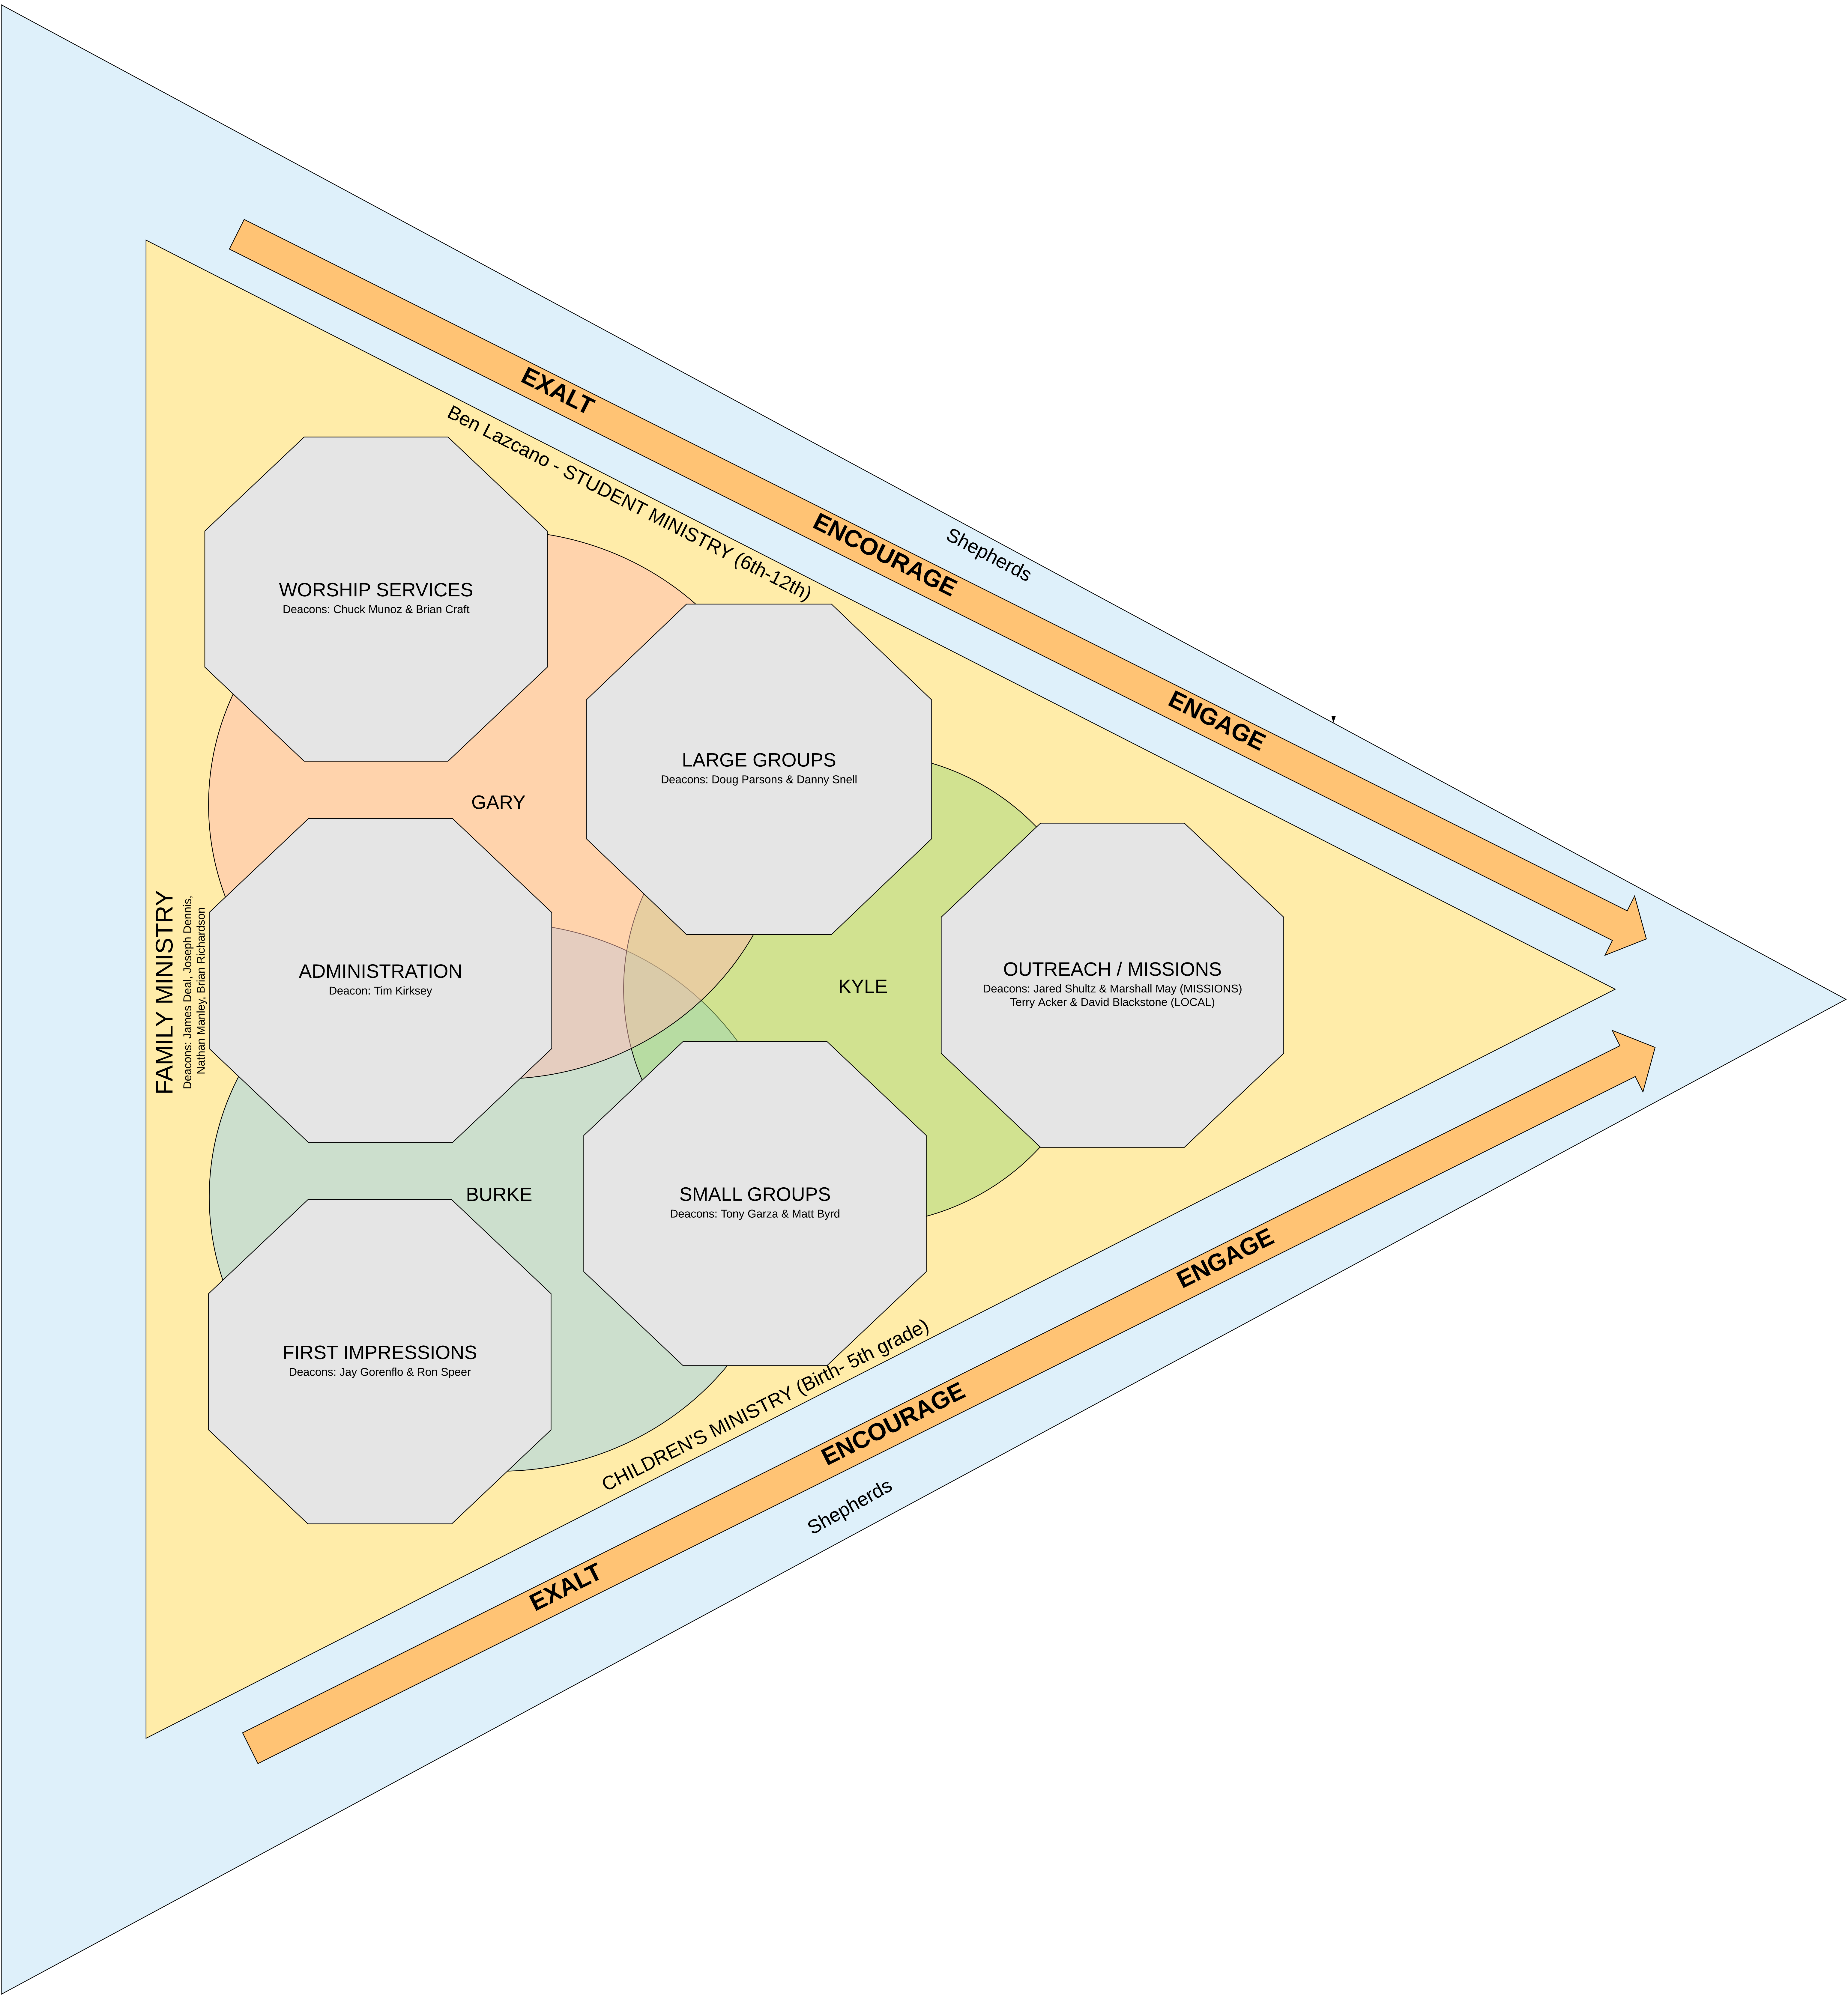 EXALT
Ben Lazcano - STUDENT MINISTRY (6th-12th)
ENCOURAGE
Shepherds
ENGAGE
WORSHIP SERVICES
Deacons: Chuck Munoz & Brian Craft
LARGE GROUPS
Deacons: Doug Parsons & Danny Snell
GARY
FAMILY MINISTRY
Deacons: James Deal, Joseph Dennis,
Nathan Manley, Brian Richardson
ADMINISTRATION
Deacon: Tim Kirksey
KYLE
OUTREACH / MISSIONS
Deacons: Jared Shultz & Marshall May (MISSIONS)
Terry Acker & David Blackstone (LOCAL)
BURKE
SMALL GROUPS
Deacons: Tony Garza & Matt Byrd
FIRST IMPRESSIONS
Deacons: Jay Gorenflo & Ron Speer
CHILDREN'S MINISTRY (Birth- 5th grade)
ENGAGE
ENCOURAGE
Shepherds
EXALT